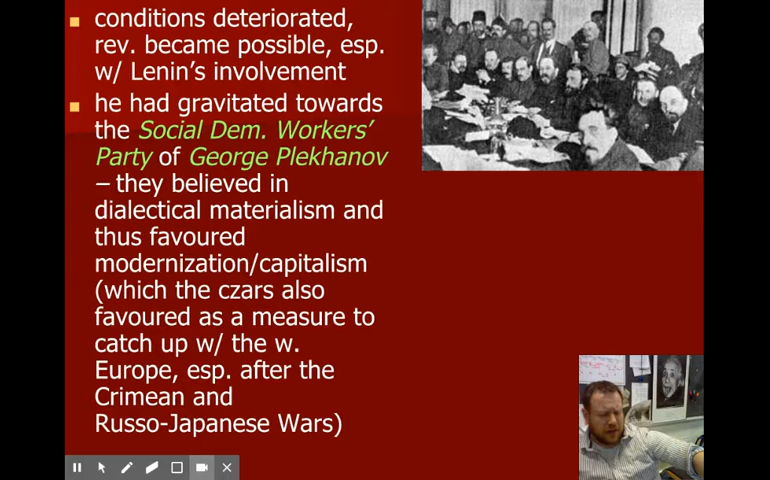 conditions deteriorated,
rev. became possible, esp.
w/ Lenin's involvement
he had gravitated towards
the Social Dem. Workers'
Party of George Plekhanov
– they believed in
dialectical materialism and
thus favoured
modernization/capitalism
(which the czars also
favoured as a measure to
catch up w/ the w.
Europe, esp. after the
Crimean and
Russo-Japanese Wars)